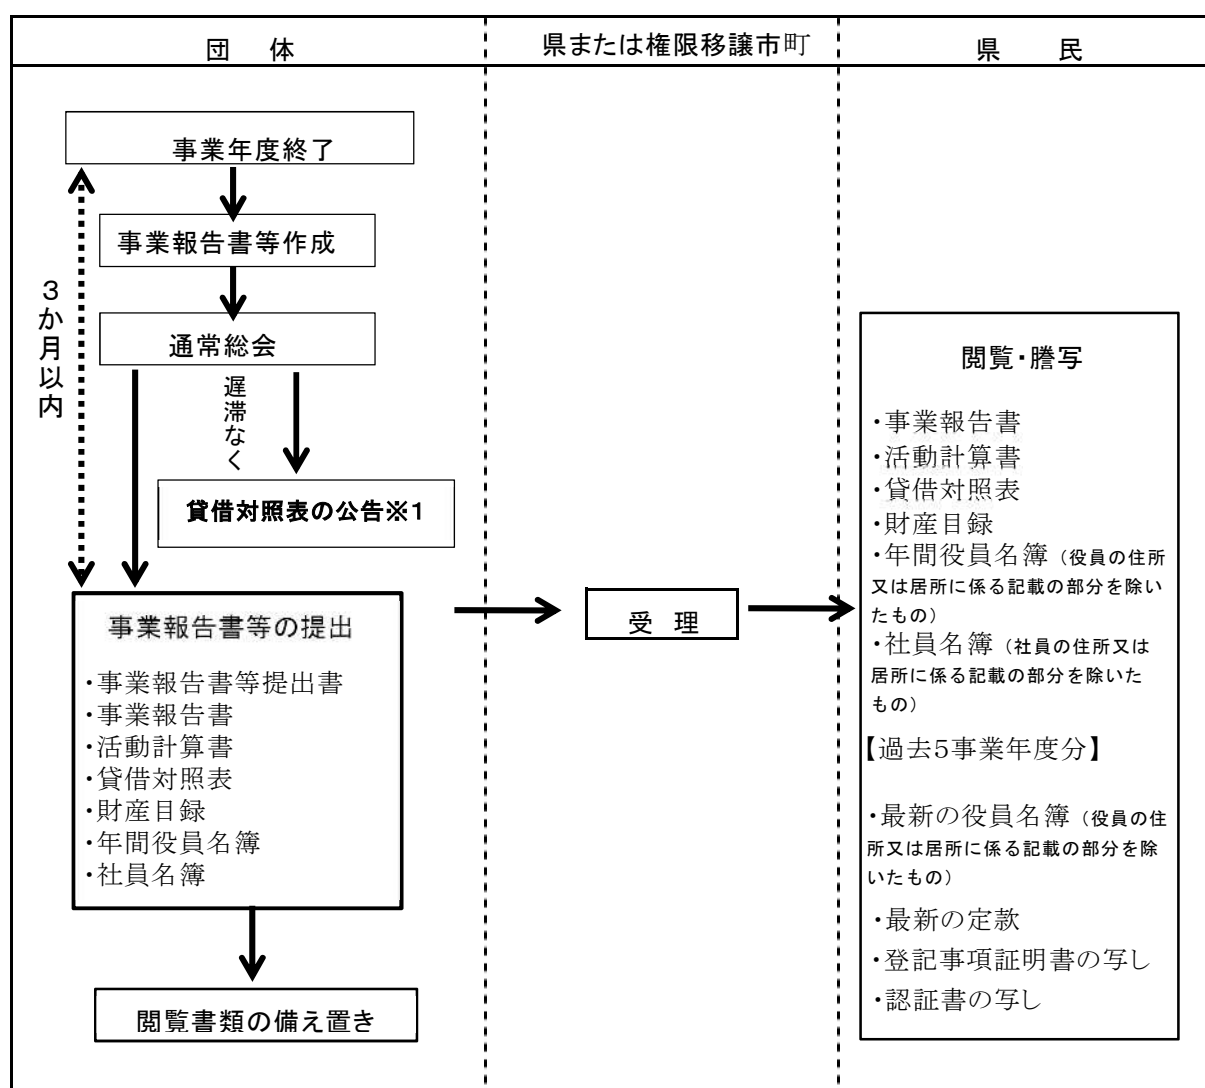 団 体
県または権限移譲市町
県 民
事業年度終了
事業報告書等作成
通常総会
3か月以内
遅滞なく
貸借対照表の公告※1
事業報告書等の提出
・事業報告書等提出書
・事業報告書
・活動計算書
・貸借対照表
・財産目録
・年間役員名簿
・社員名簿
閲覧書類の備え置き
受 理
閲覧・謄写
・事業報告書
・活動計算書
・貸借対照表
・財産目録
・年間役員名簿（役員の住所
又は居所に係る記載の部分を除い
たもの）
・社員名簿（社員の住所又は
居所に係る記載の部分を除いた
もの）
【過去5事業年度分】
・最新の役員名簿（役員の住
所又は居所に係る記載の部分を除
いたもの）
・最新の定款
・登記事項証明書の写し
・認証書の写し